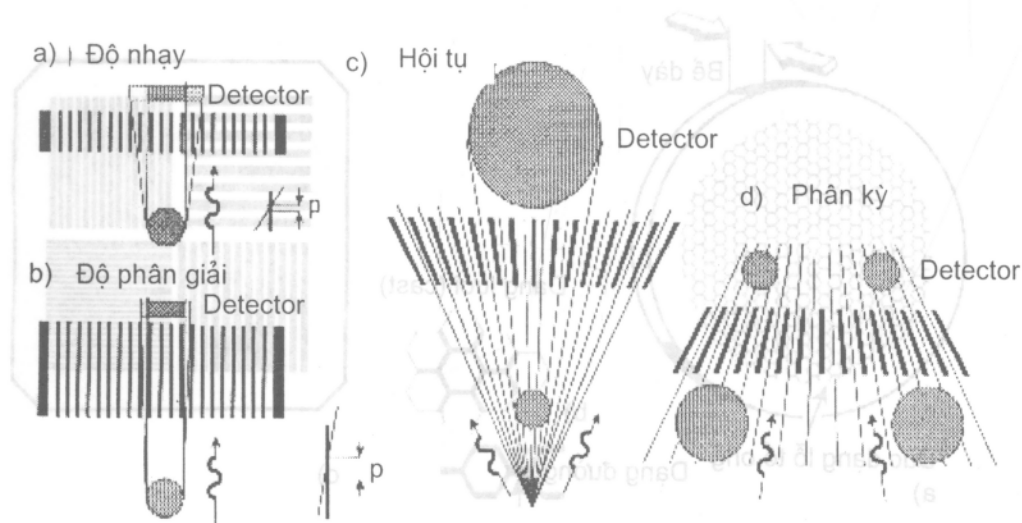 a) Độ nhạy
Detector
p
b) Độ phân giải
Detector
p
c) Hội tụ
Detector
d) Phân kỳ
Detector